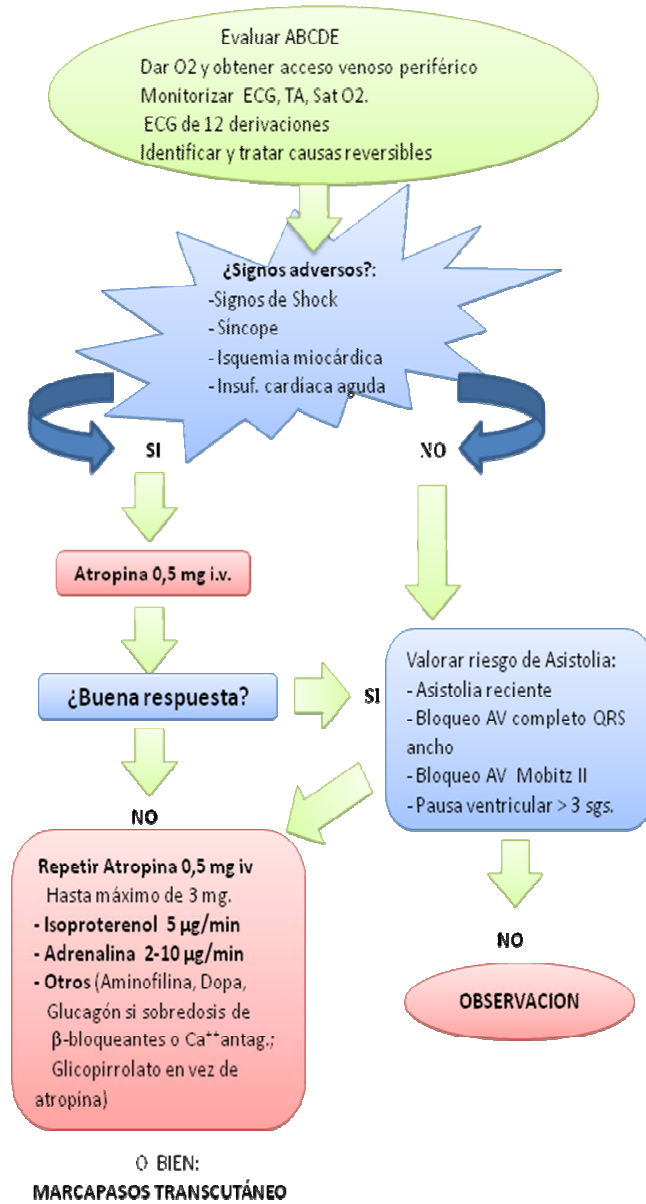 Evaluar ABCDE
Dar O2 y obtener acceso venoso periférico
Monitorizar ECG, TA, Sat O2.
ECG de 12 derivaciones
Identificar y tratar causas reversibles
¿Signos adversos?:
-Signos de Shock
- Síncope
- Isquemia miocárdica
- Insuf. cardíaca aguda
SI
NO
Atropina 0,5 mg i.v.
¿Buena respuesta?
SI
Valorar riesgo de Asistolia:
- Asistolia reciente
- Bloqueo AV completo QRS
ancho
- Bloqueo AV Mobitz II
- Pausa ventricular > 3 sgs.
NO
Repetir Atropina 0,5 mg iv
Hasta máximo de 3 mg.
- Isoproterenol 5 µg/min
- Adrenalina 2-10 µg/min
- Otros (Aminofilina, Dopa,
Glucagón si sobredosis de
β-bloqueantes o Ca⁺⁺antag.;
Glicopirrolato en vez de
atropina)
NO
OBSERVACION
O BIEN:
MARCAPASOS TRANSCUTÁNEO